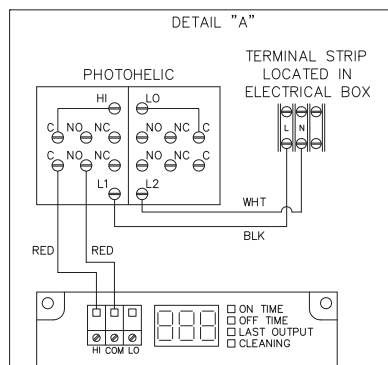 DETAIL "A"
TERMINAL STRIP
LOCATED IN
ELECTRICAL BOX
PHOTOHELIC
HI LO
C NO NC NO NC C
C NO NC NO NC C
L N
L1 L2
WHT
BLK
RED RED
ON TIME
OFF TIME
LAST OUTPUT
CLEANING
888
HI COM LO